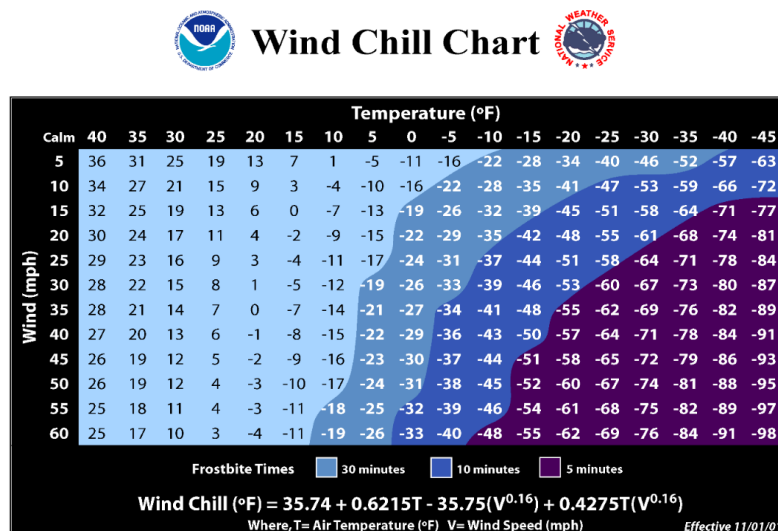 NOAA
NATIONAL OCEANIC AND ATMOSPHERIC ADMINISTRATION
U.S. DEPARTMENT OF COMMERCE
Wind Chill Chart
NATIONAL WEATHER SERVICE
Temperature (ºF)
Calm 40 35 30 25 20 15 10 5 0 -5 -10 -15 -20 -25 -30 -35 -40 -45
Wind (mph)
5 36 31 25 19 13 7 1 -5 -11 -16 -22 -28 -34 -40 -46 -52 -57 -63
10 34 27 21 15 9 3 -4 -10 -16 -22 -28 -35 -41 -47 -53 -59 -66 -72
15 32 25 19 13 6 0 -7 -13 -19 -26 -32 -39 -45 -51 -58 -64 -71 -77
20 30 24 17 11 4 -2 -9 -15 -22 -29 -35 -42 -48 -55 -61 -68 -74 -81
25 29 23 16 9 3 -4 -11 -17 -24 -31 -37 -44 -51 -58 -64 -71 -78 -84
30 28 22 15 8 1 -5 -12 -19 -26 -33 -39 -46 -53 -60 -67 -73 -80 -87
35 28 21 14 7 0 -7 -14 -21 -27 -34 -41 -48 -55 -62 -69 -76 -82 -89
40 27 20 13 6 -1 -8 -15 -22 -29 -36 -43 -50 -57 -64 -71 -78 -84 -91
45 26 19 12 5 -2 -9 -16 -23 -30 -37 -44 -51 -58 -65 -72 -79 -86 -93
50 26 19 12 4 -3 -10 -17 -24 -31 -38 -45 -52 -60 -67 -74 -81 -88 -95
55 25 18 11 4 -3 -11 -18 -25 -32 -39 -46 -54 -61 -68 -75 -82 -89 -97
60 25 17 10 3 -4 -11 -19 -26 -33 -40 -48 -55 -62 -69 -76 -84 -91 -98
Frostbite Times 30 minutes 10 minutes 5 minutes
Wind Chill (ºF) = 35.74 + 0.6215T - 35.75(V^0.16) + 0.4275T(V^0.16)
Where, T= Air Temperature (ºF) V= Wind Speed (mph) Effective 11/01/0